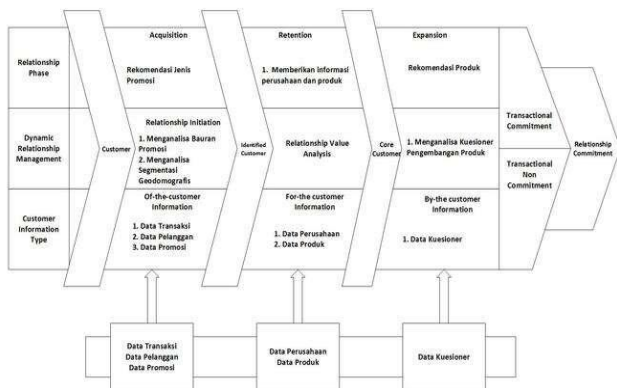 Acquisition
Retention
Expansion
Relationship
Phase
Rekomendasi Jenis
Promosi
1. Memberikan informasi
perusahaan dan produk
Rekomendasi Produk
Dynamic
Relationship
Management
Customer
Relationship Initiation
1. Menganalisa Bauran
Promosi
2. Menganalisa
Segmentasi
Geodomografis
Identified
Customer
Relationship Value
Analysis
Core
Customer
1. Menganalisa Kuesioner
Pengembangan Produk
Transactional
Commitment
Transactional
Non
Commitment
Relationship
Commitment
Customer
Information
Type
Of-the-customer
Information
1. Data Transaksi
2. Data Pelanggan
3. Data Promosi
For-the customer
Information
1. Data Perusahaan
2. Data Produk
By-the customer
Information
1. Data Kuesioner
Data Transaksi
Data Pelanggan
Data Promosi
Data Perusahaan
Data Produk
Data Kuesioner